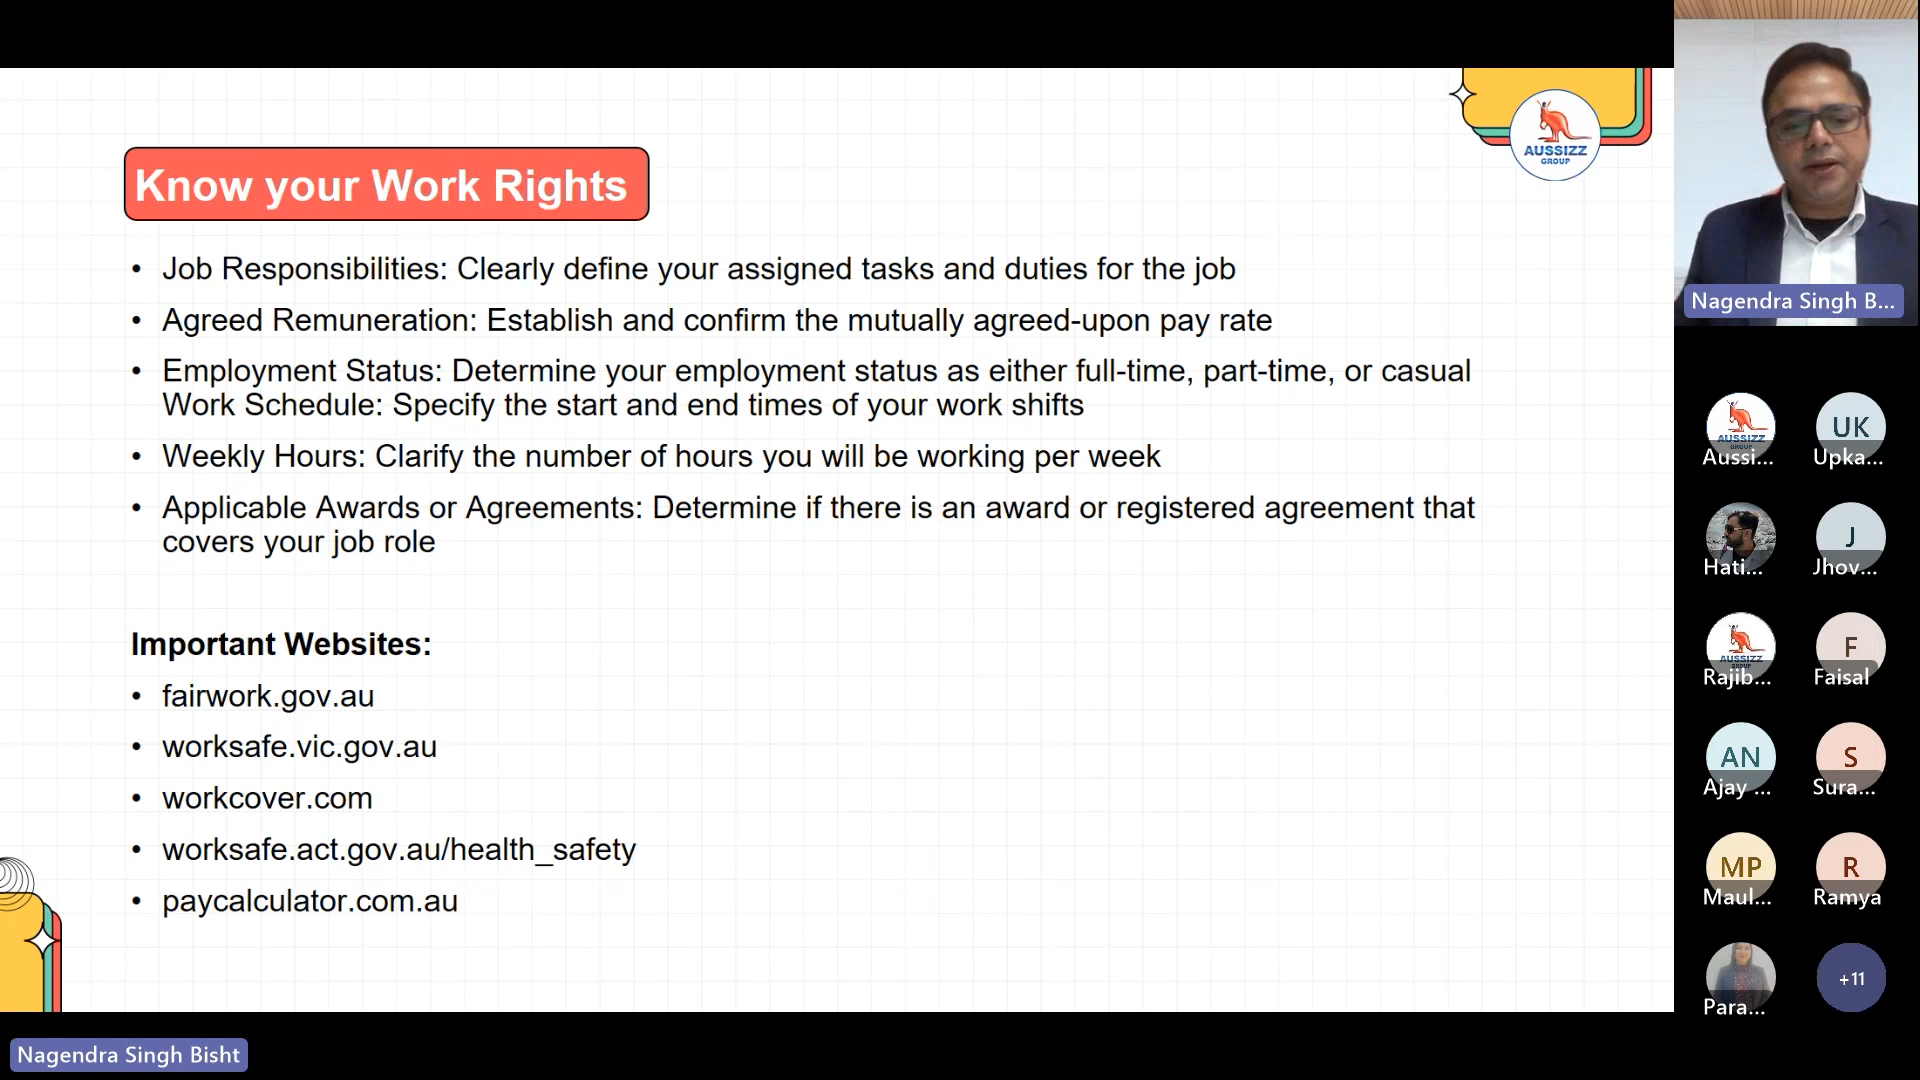 AUSSIZZ
GROUP
Know your Work Rights
• Job Responsibilities: Clearly define your assigned tasks and duties for the job
• Agreed Remuneration: Establish and confirm the mutually agreed-upon pay rate
• Employment Status: Determine your employment status as either full-time, part-time, or casual
Work Schedule: Specify the start and end times of your work shifts
• Weekly Hours: Clarify the number of hours you will be working per week
• Applicable Awards or Agreements: Determine if there is an award or registered agreement that
covers your job role
Important Websites:
• fairwork.gov.au
• worksafe.vic.gov.au
• workcover.com
• worksafe.act.gov.au/health_safety
• paycalculator.com.au
Nagendra Singh Bisht
Nagendra Singh B...
AUSSIZZ
GROUP
Aussi...
UK
Upka...
Hati...
J
Jhov...
AUSSIZZ
GROUP
Rajib...
F
Faisal
AN
Ajay ...
S
Sura...
MP
Maul...
R
Ramya
Para...
+11